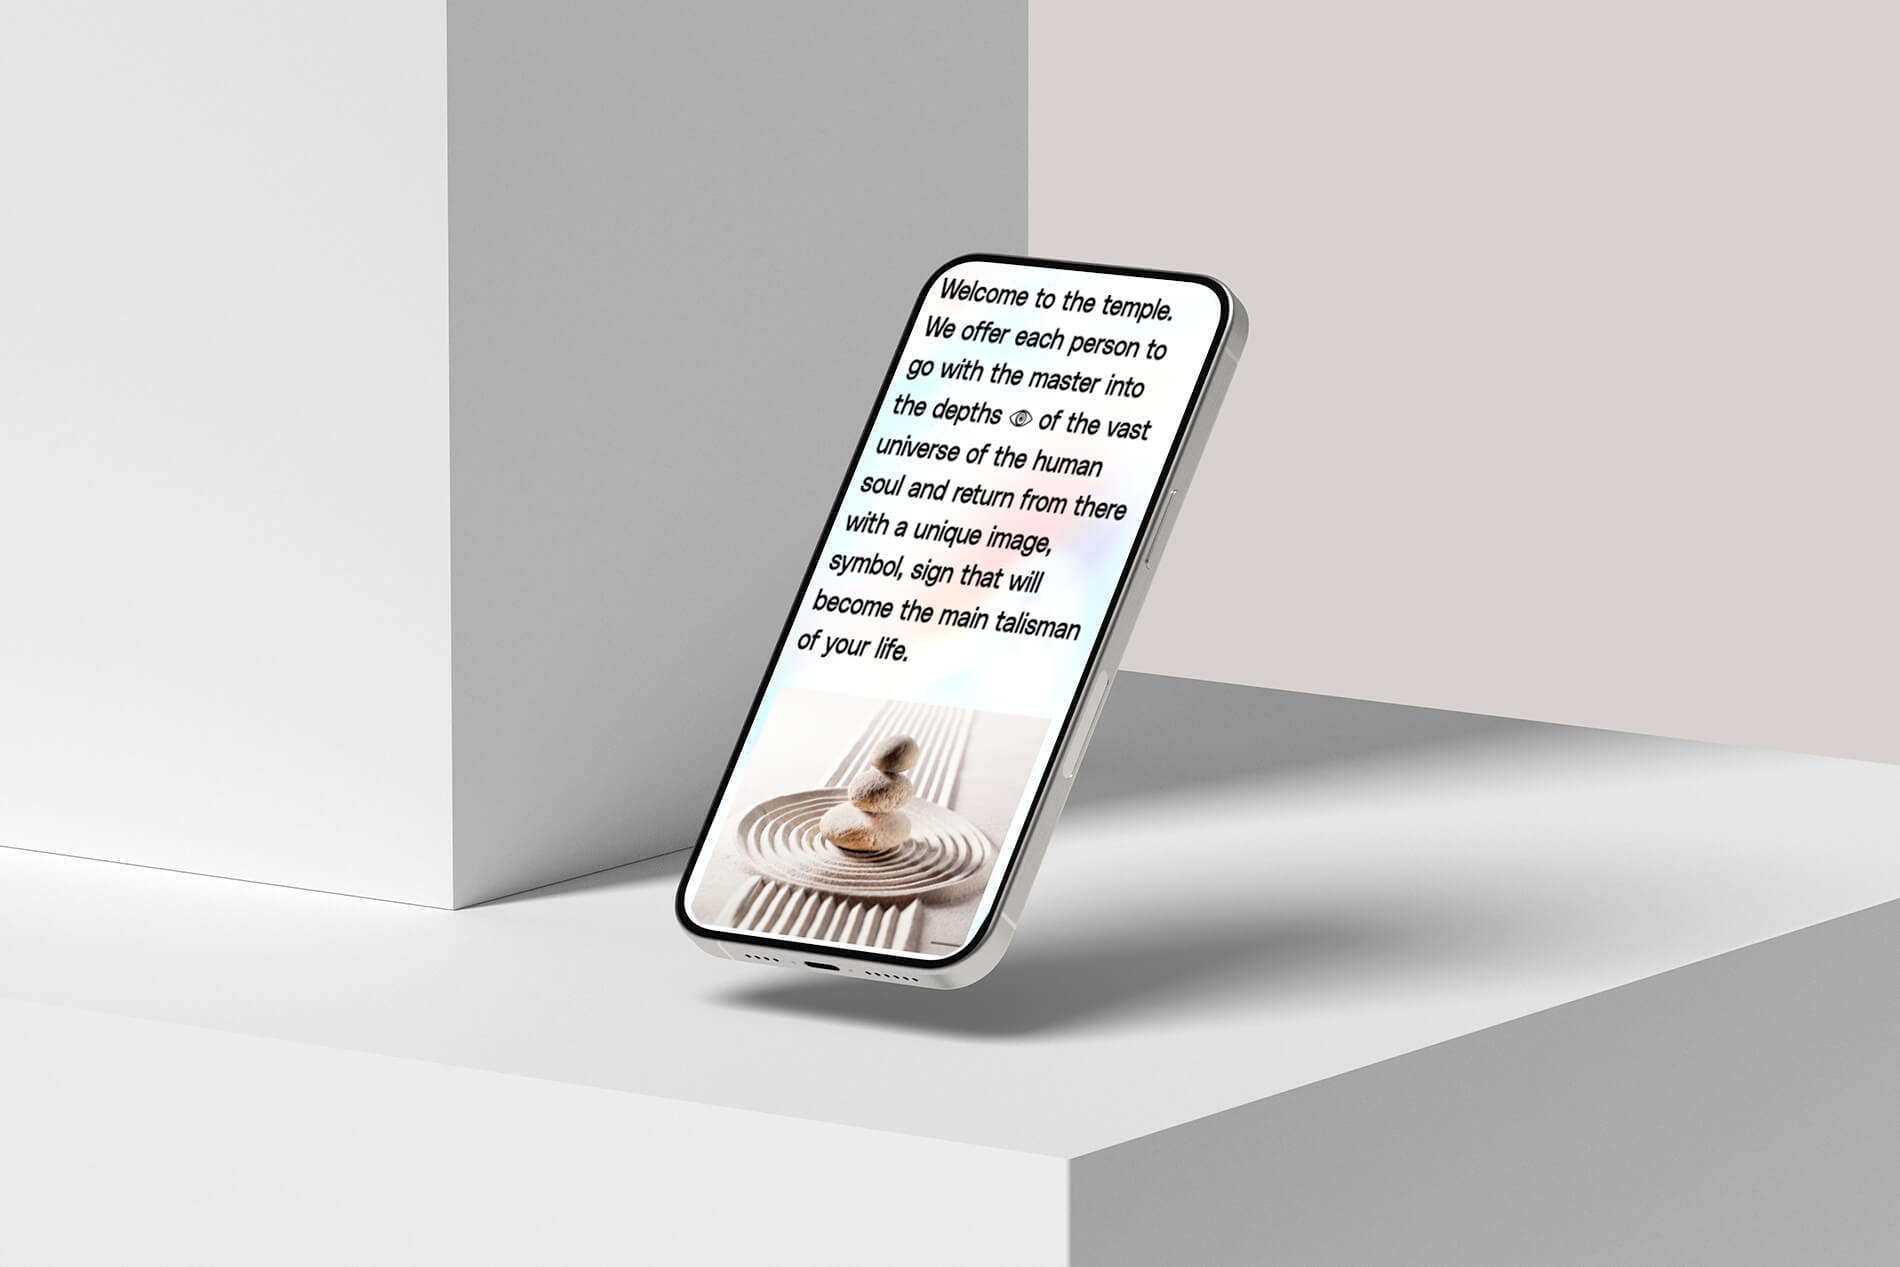 Welcome to the temple.
We offer each person to
go with the master into
the depths 👁 of the vast
universe of the human
soul and return from there
with a unique image,
symbol, sign that will
become the main talisman
of your life.